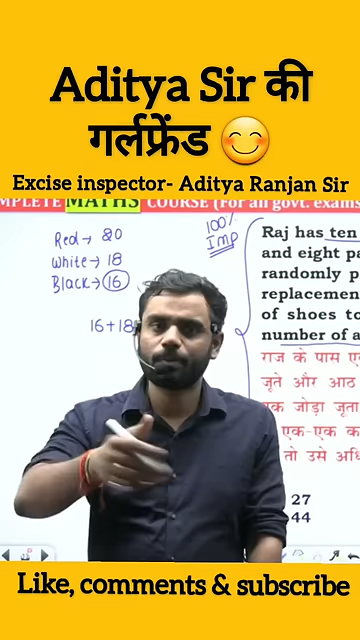 Aditya Sir की
गर्लफ्रेंड 😊
Excise inspector- Aditya Ranjan Sir
MPLETE MATHS COURSE (For all govt. exams
100%
Imp
Red → 20
White → 18
Black → 16
16+18
Raj has ten
and eight pa
randomly p
replacemen
of shoes to
number of a
राज के पास ए
जूते और आठ
एक जोड़ा जूता
एक-एक क
तो उसे अधि
27
44
Like, comments & subscribe